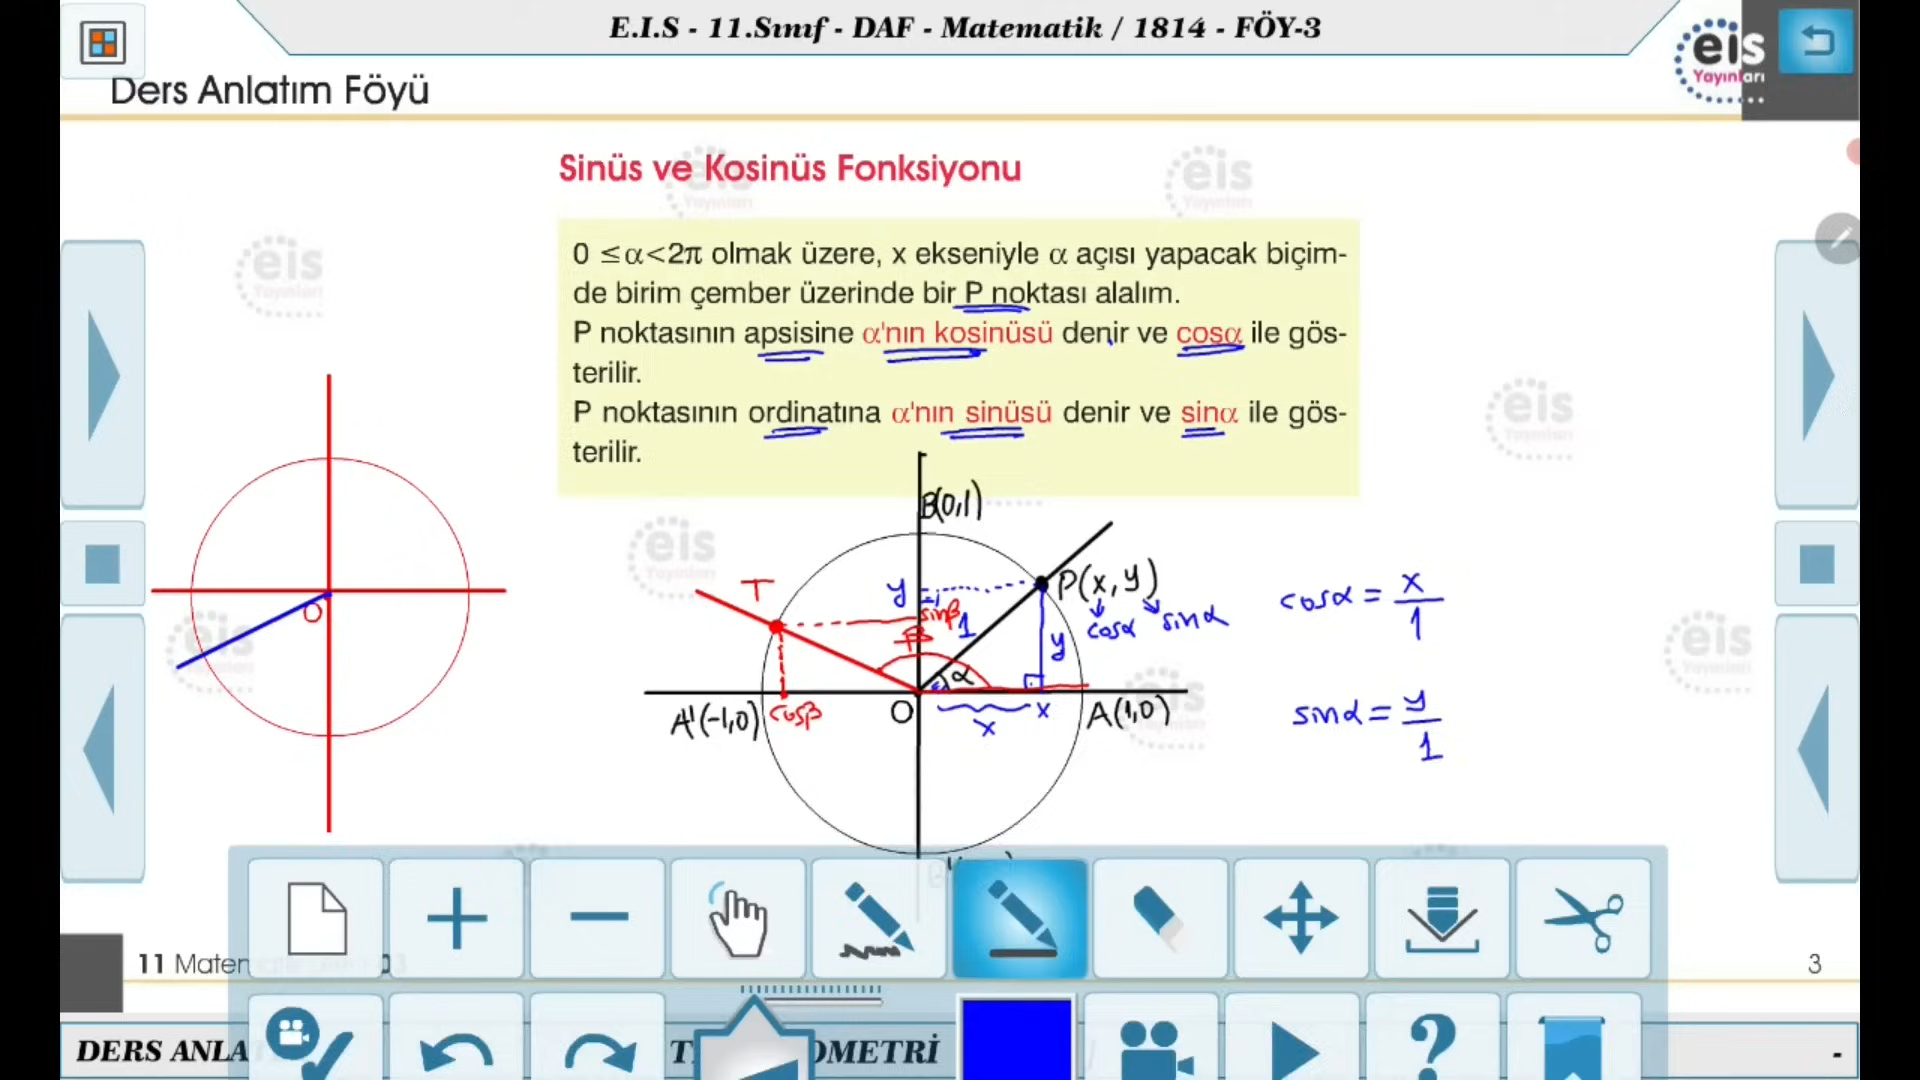 E.I.S - 11.Sınıf - DAF - Matematik / 1814 - FÖY-3
eis
Yayınları
Ders Anlatım Föyü
Sinüs ve Kosinüs Fonksiyonu
0 ≤α<2π olmak üzere, x ekseniyle α açısı yapacak biçim-
de birim çember üzerinde bir P noktası alalım.
P noktasının apsisine α'nın kosinüsü denir ve cosα ile gös-
terilir.
P noktasının ordinatına α'nın sinüsü denir ve sinα ile gös-
terilir.
B(0,1)
T
y
P(x, y)
cosα = x/1
sinβ
1
cosα
sinα
β
y
α
O
A'(-1,0)
cosβ
O
x
x
A(1,0)
sinα = y/1
11
3
DERS ANLA
OMETRİ
-